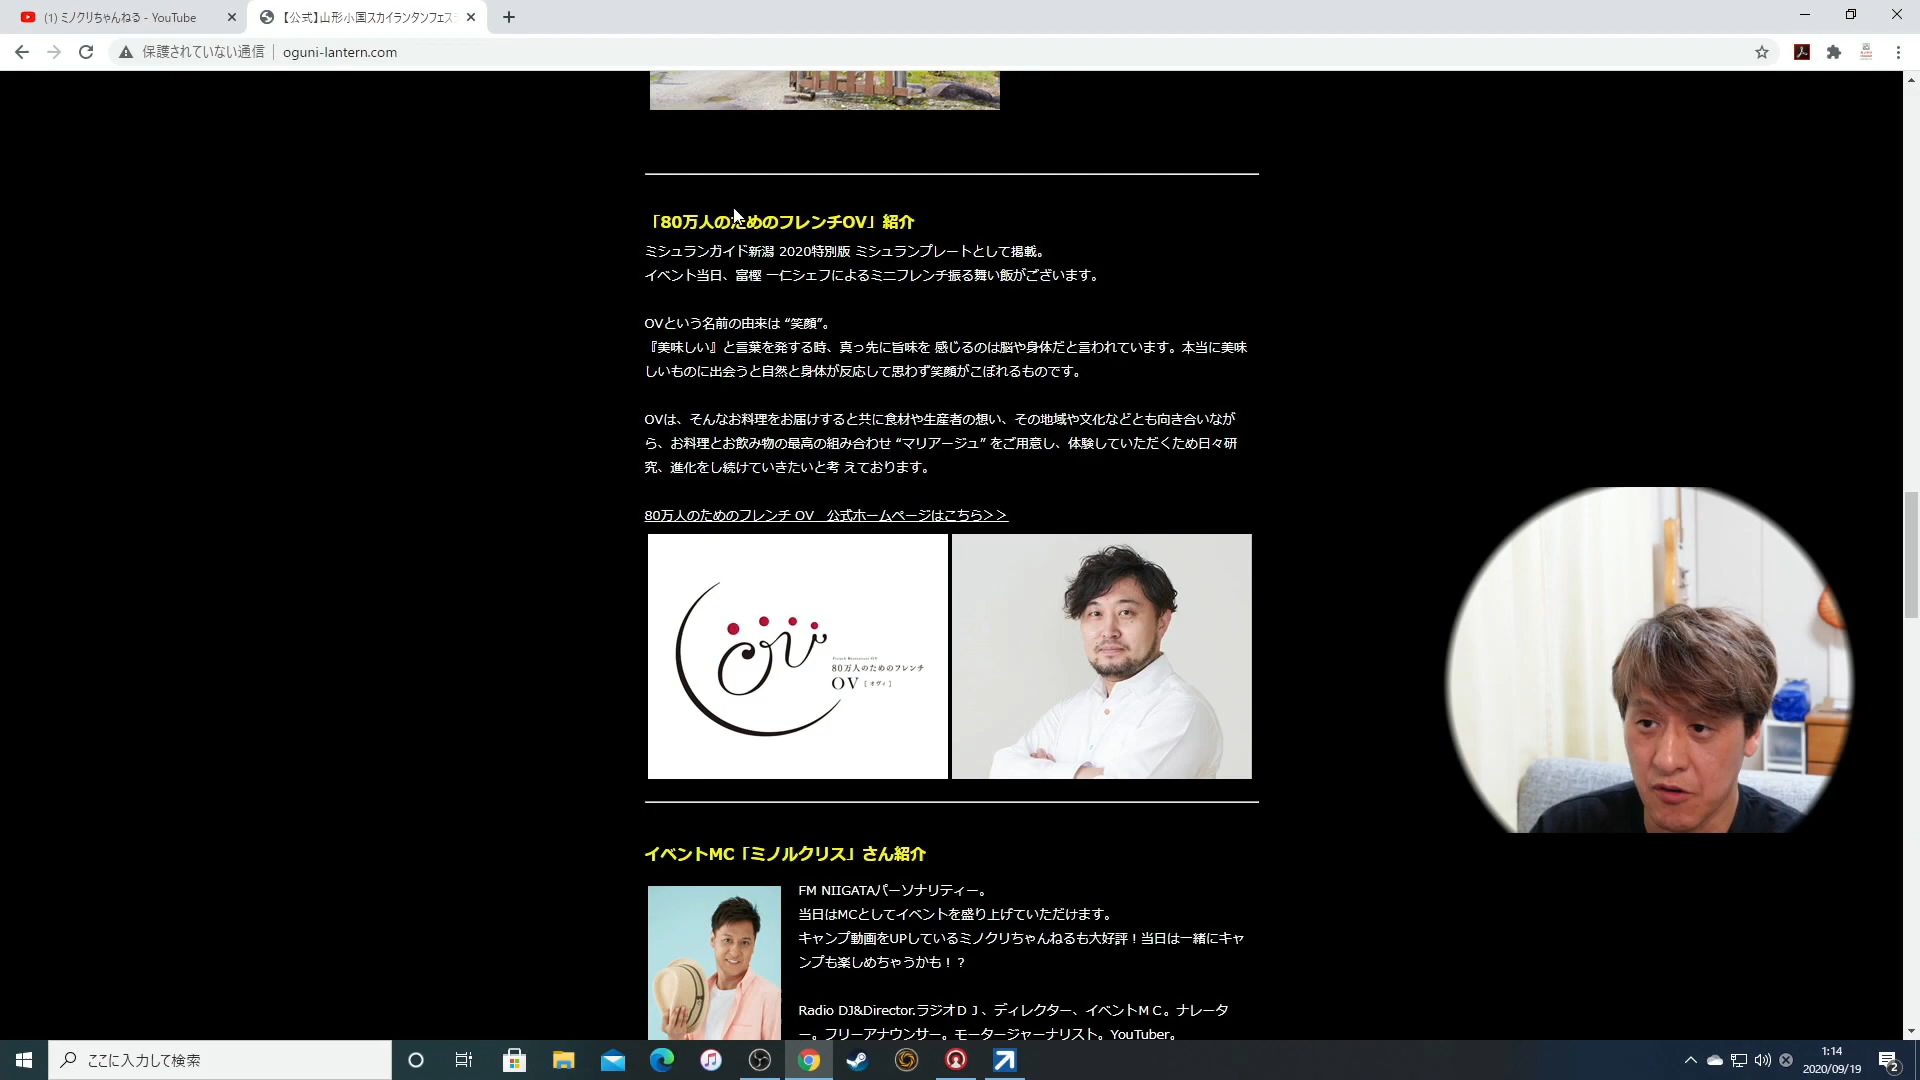 (1) ミノクリちゃんねる - YouTube
【公式】山形小国スカイランタンフェス
保護されていない通信
oguni-lantern.com
「80万人のためのフレンチOV」紹介
ミシュランガイド新潟 2020特別版 ミシュランプレートとして掲載。
イベント当日、富樫 一仁シェフによるミニフレンチ振る舞い飯がございます。
OVという名前の由来は “笑顔”。
『美味しい』と言葉を発する時、真っ先に旨味を 感じるのは脳や身体だと言われています。本当に美味
しいものに出会うと自然と身体が反応して思わず笑顔がこぼれるものです。
OVは、そんなお料理をお届けすると共に食材や生産者の想い、その地域や文化などとも向き合いなが
ら、お料理とお飲み物の最高の組み合わせ “マリアージュ” をご用意し、体験していただくため日々研
究、進化をし続けていきたいと考 えております。
80万人のためのフレンチ OV　公式ホームページはこちら＞＞
ov
80万人のためのフレンチ
OV [ オヴィ ]
イベントMC「ミノルクリス」さん紹介
FM NIIGATAパーソナリティー。
当日はMCとしてイベントを盛り上げていただけます。
キャンプ動画をUPしているミノクリちゃんねるも大好評！当日は一緒にキャ
ンプも楽しめちゃうかも！？
Radio DJ&Director.ラジオＤＪ、ディレクター、イベントＭＣ。ナレータ
ー。フリーアナウンサー。モータージャーナリスト。YouTuber。
ここに入力して検索
1:14
2020/09/19
2